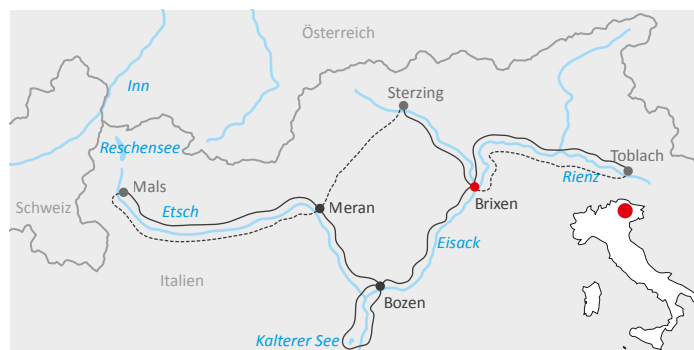 Österreich
Inn
Sterzing
Reschensee
Toblach
Rienz
Mals
Schweiz
Etsch
Meran
Brixen
Eisack
Italien
Bozen
Kalterer See